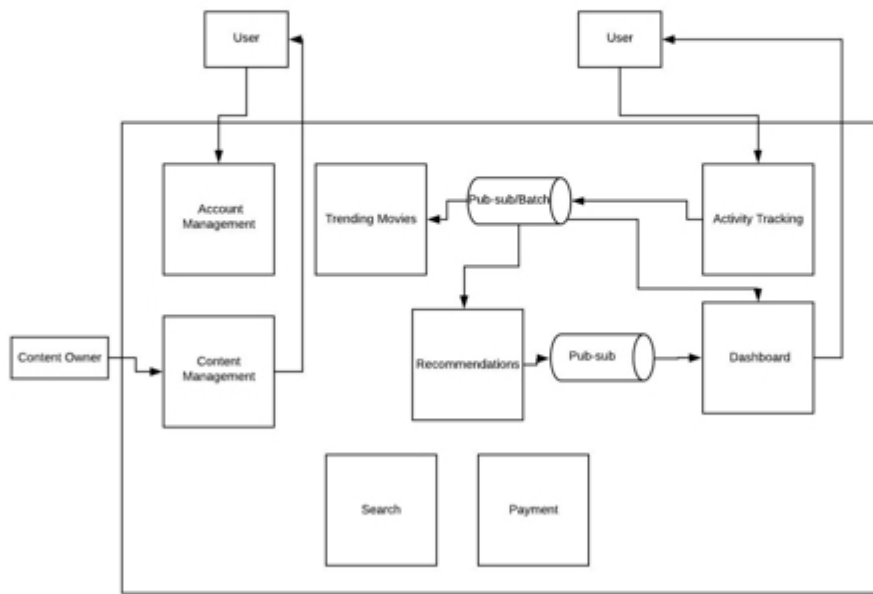 User
User
Account
Management
Trending Movies
Pub-sub/Batch
Activity Tracking
Content Owner
Content
Management
Recommendations
Pub-sub
Dashboard
Search
Payment